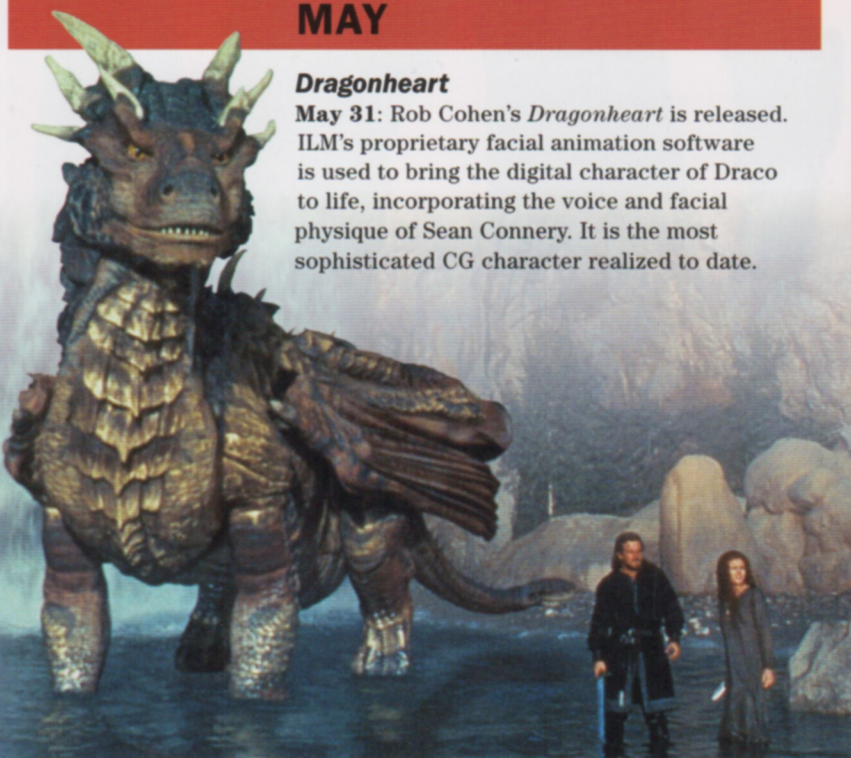 MAY
Dragonheart
May 31: Rob Cohen's Dragonheart is released.
ILM's proprietary facial animation software
is used to bring the digital character of Draco
to life, incorporating the voice and facial
physique of Sean Connery. It is the most
sophisticated CG character realized to date.